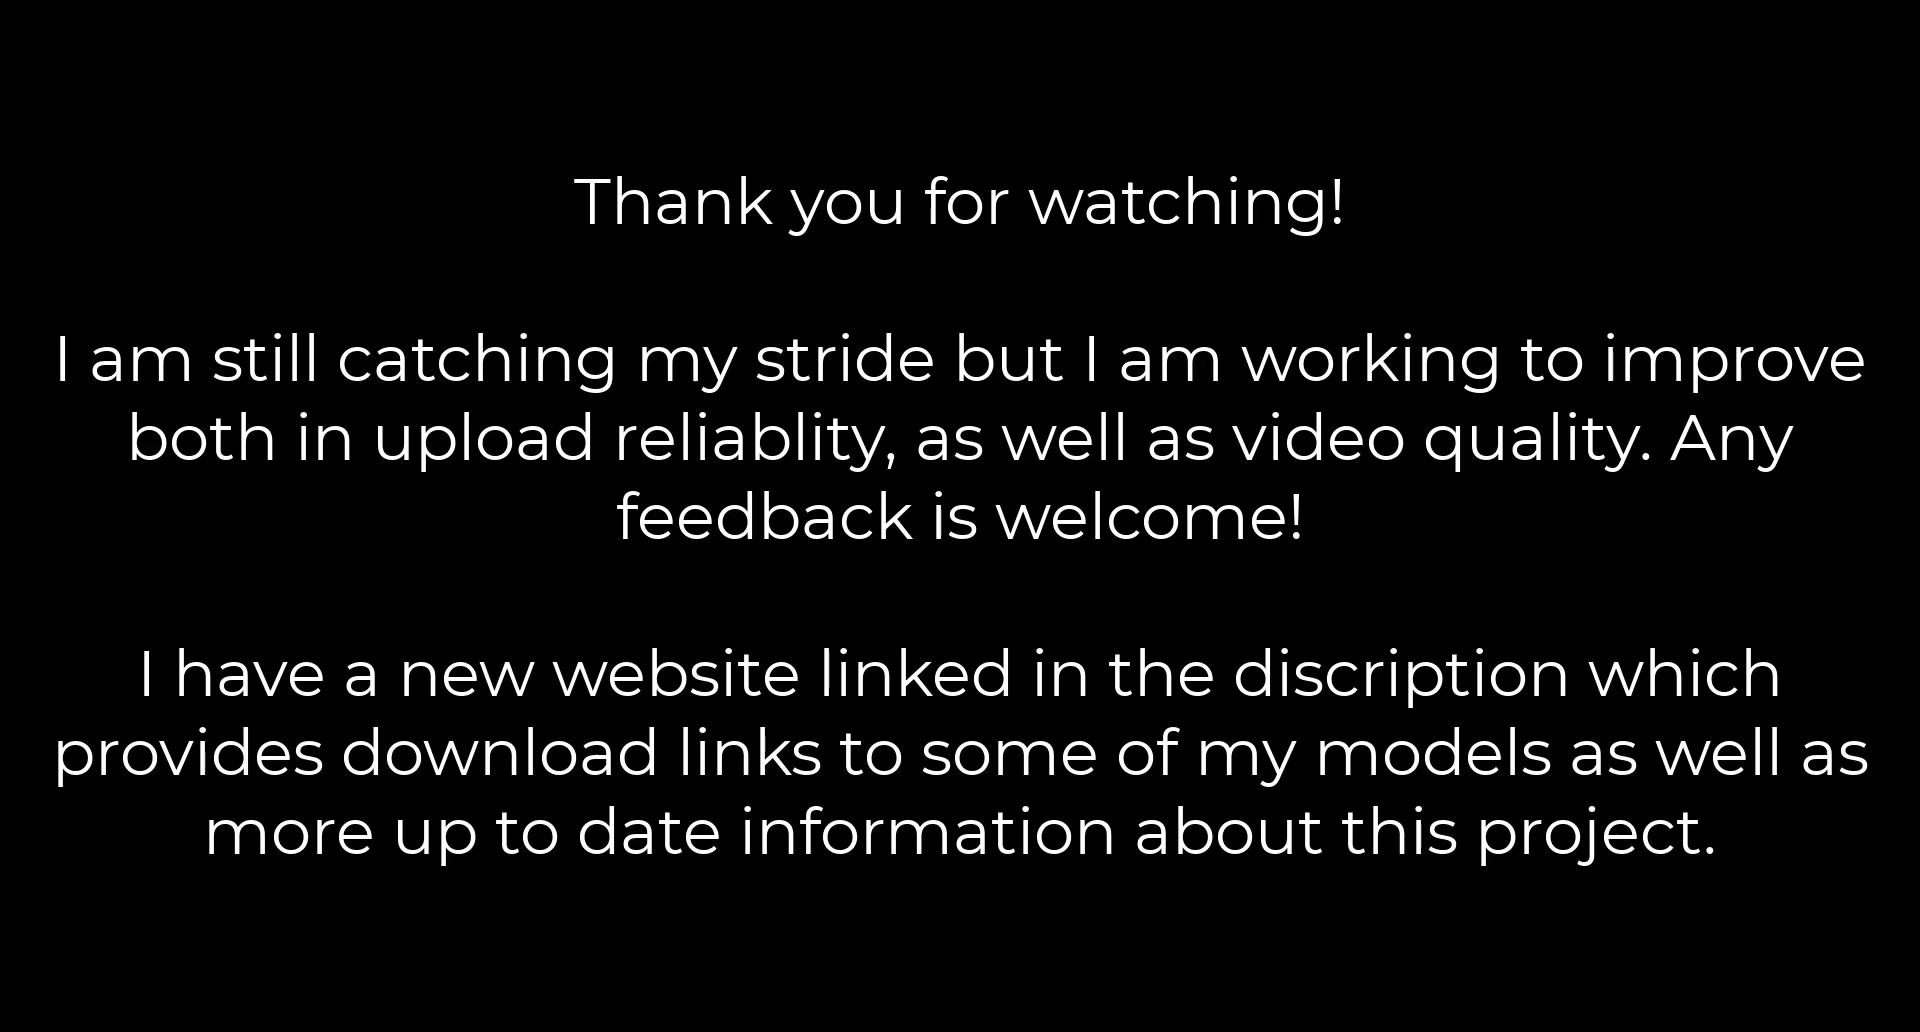 Thank you for watching!
I am still catching my stride but I am working to improve
both in upload reliablity, as well as video quality. Any
feedback is welcome!
I have a new website linked in the discription which
provides download links to some of my models as well as
more up to date information about this project.